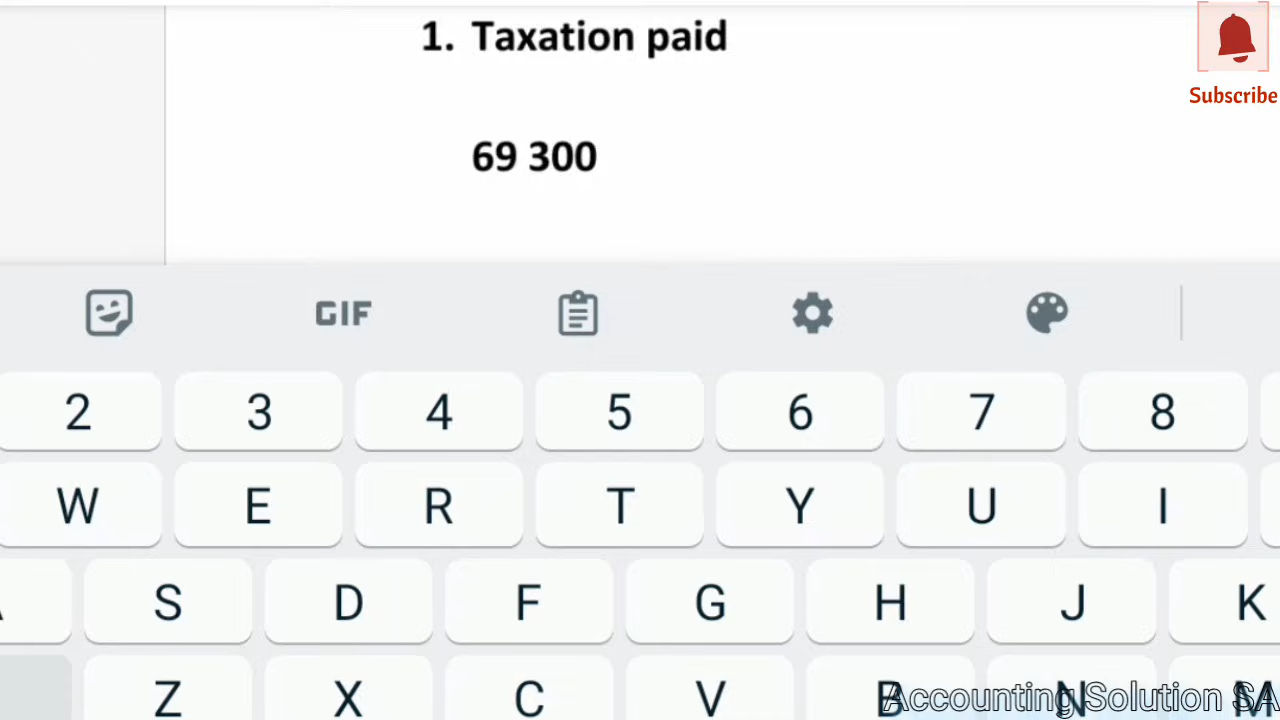 1. Taxation paid
Subscribe
69 300
GIF
2 3 4 5 6 7 8
W E R T Y U I
S D F G H J K
Z X C V B N M
Accounting Solution SA